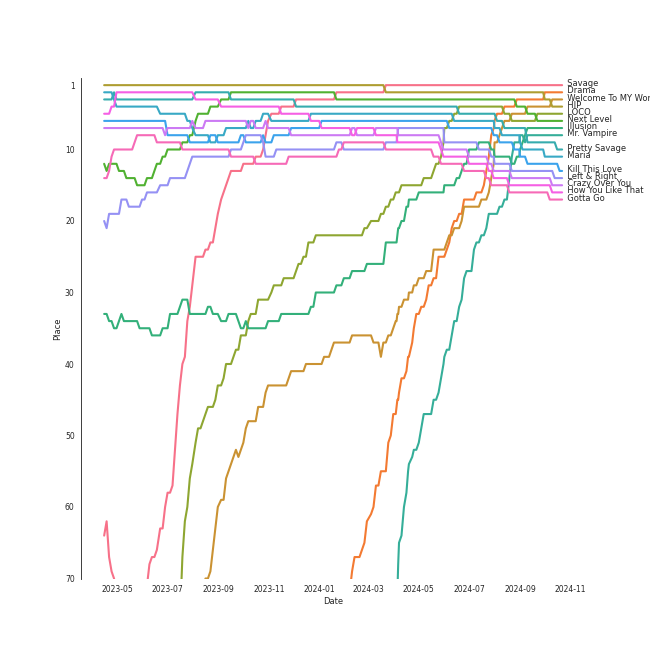 1
10
20
30
40
50
60
70
Place
2023-05
2023-07
2023-09
2023-11
2024-01
2024-03
2024-05
2024-07
2024-09
2024-11
Date
Savage
Drama
Welcome To MY Wor
HIP
LOCO
Next Level
Illusion
Mr. Vampire
Pretty Savage
Maria
Kill This Love
Left & Right
Crazy Over You
How You Like That
Gotta Go